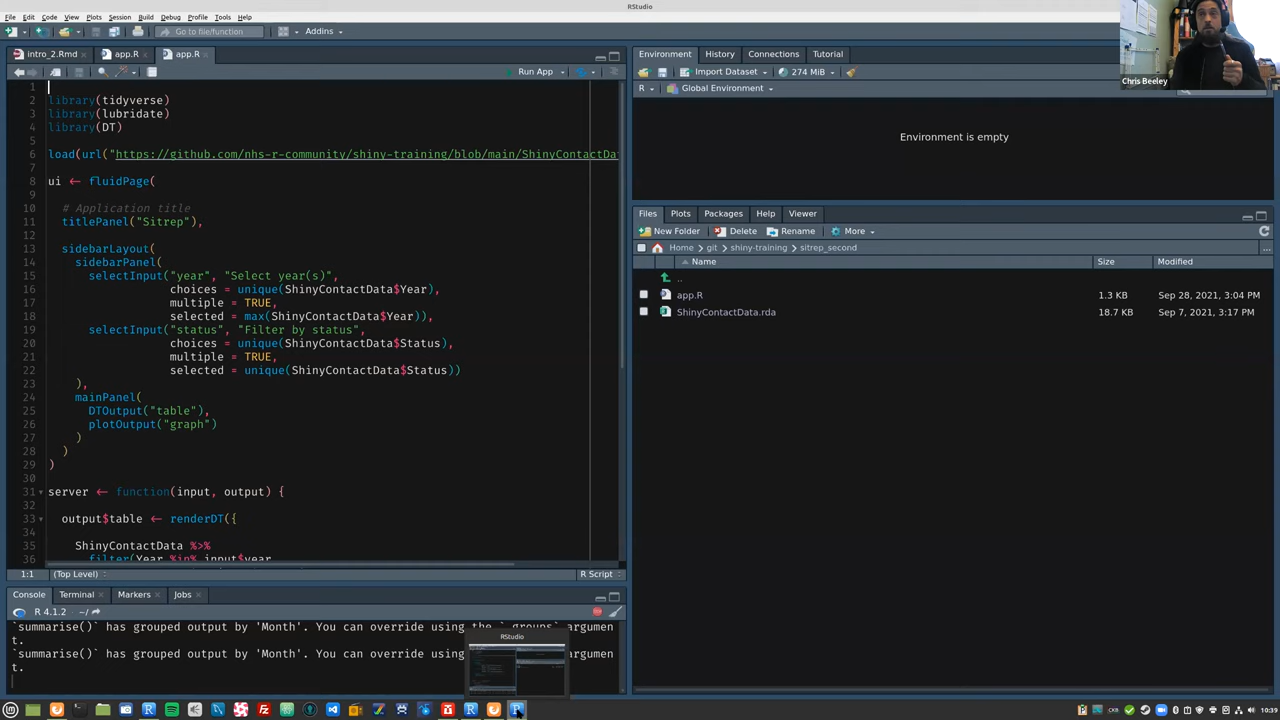 RStudio
File Edit Code View Plots Session Build Debug Profile Tools Help
Go to file/function Addins
Chris Beeley
intro_2.Rmd app.R app.R
Run App
1
2 library(tidyverse)
3 library(lubridate)
4 library(DT)
5
6 load(url("https://github.com/nhs-r-community/shiny-training/blob/main/ShinyContactDa
7
8 ui ← fluidPage(
9
10 # Application title
11 titlePanel("Sitrep"),
12
13 sidebarLayout(
14 sidebarPanel(
15 selectInput("year", "Select year(s)",
16 choices = unique(ShinyContactData$Year),
17 multiple = TRUE,
18 selected = max(ShinyContactData$Year)),
19 selectInput("status", "Filter by status",
20 choices = unique(ShinyContactData$Status),
21 multiple = TRUE,
22 selected = unique(ShinyContactData$Status))
23 ),
24 mainPanel(
25 DTOutput("table"),
26 plotOutput("graph")
27 )
28 )
29 )
30
31 server ← function(input, output) {
32
33 output$table ← renderDT({
34
35 ShinyContactData %>%
36 filter(Year %in% input$year
1:1 (Top Level) R Script
Console Terminal Markers Jobs
R 4.1.2 · ~/
`summarise()` has grouped output by 'Month'. You can override using the `.groups` argumen
t.
`summarise()` has grouped output by 'Month'. You can override using argumen
t.
RStudio
Environment History Connections Tutorial
Import Dataset 274 MiB
R Global Environment
Environment is empty
Files Plots Packages Help Viewer
New Folder Delete Rename More
Home git shiny-training sitrep_second
Name Size Modified
..
app.R 1.3 KB Sep 28, 2021, 3:04 PM
ShinyContactData.rda 18.7 KB Sep 7, 2021, 3:17 PM
10:39